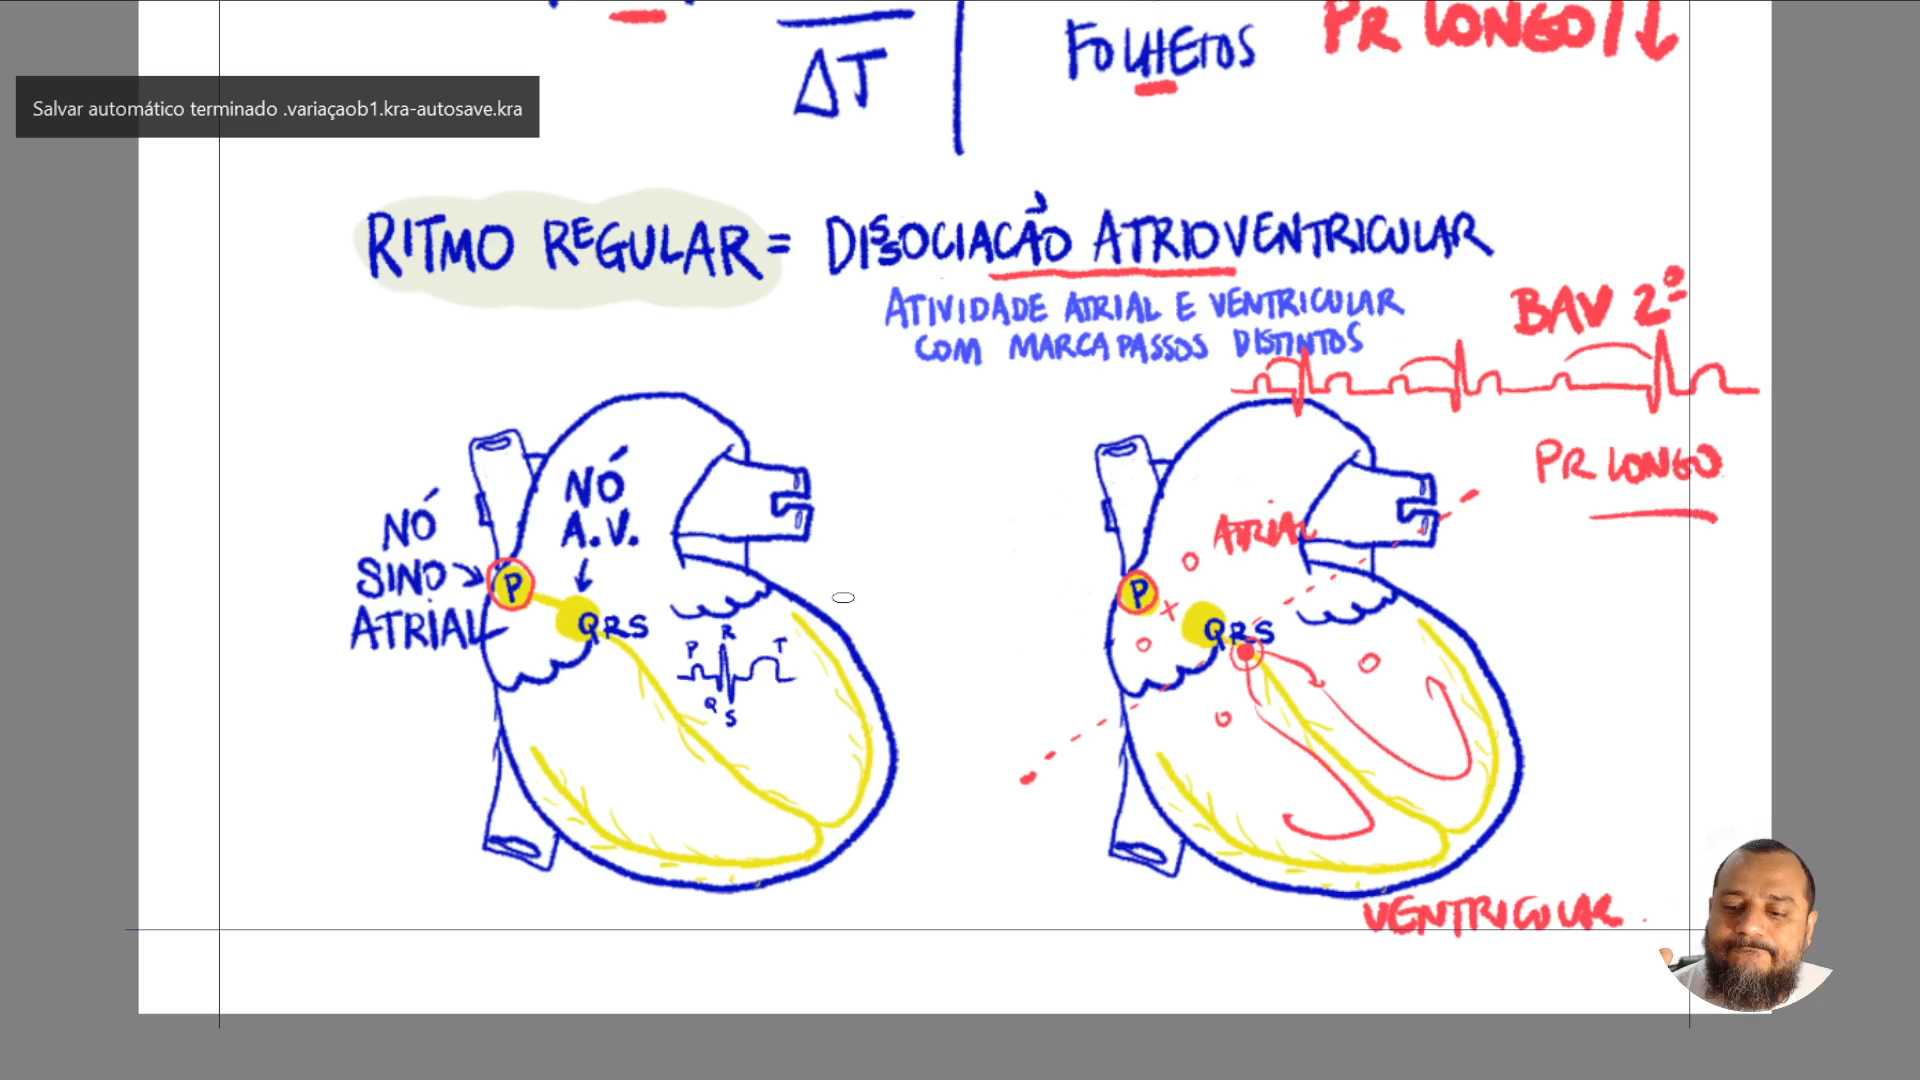 ΔT
FOLHETOS
PR LONGO / ↓
Salvar automático terminado .variaçaob1.kra-autosave.kra
RITMO REGULAR = DISSOCIAÇÃO ATRIOVENTRICULAR
ATIVIDADE ATRIAL E VENTRICULAR
COM MARCAPASSOS DISTINTOS
BAV 2º
PR LONGO
NÓ
SINO
ATRIAL
NÓ
A.V.
P
QRS
P
R
T
Q
S
ATRIAL
P
X
QRS
VENTRICULAR